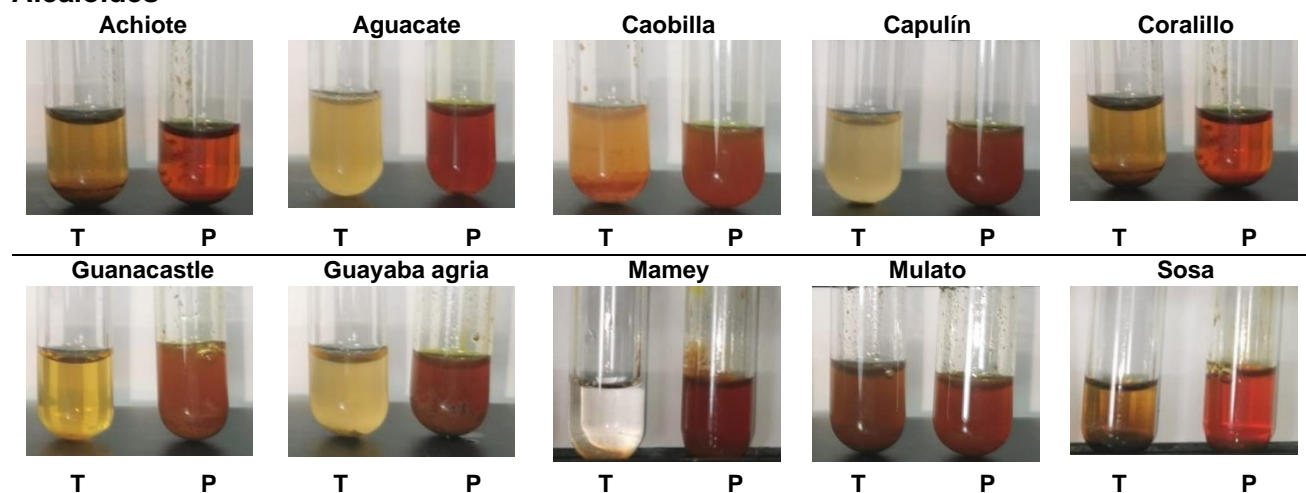 Alcaloides
Achiote Aguacate Caobilla Capulín Coralillo
T P T P T P T P T P
Guanacastle Guayaba agria Mamey Mulato Sosa
T P T P T P T P T P